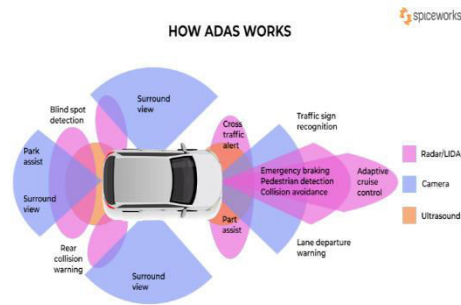 spiceworks
HOW ADAS WORKS
Blind spot
detection
Surround
view
Cross
traffic
alert
Traffic sign
recognition
Park
assist
Surround
view
Emergency braking
Pedestrian detection
Collision avoidance
Adaptive
cruise
control
Radar/LIDA
Camera
Ultrasound
Part
assist
Rear
collision
warning
Surround
view
Lane departure
warning